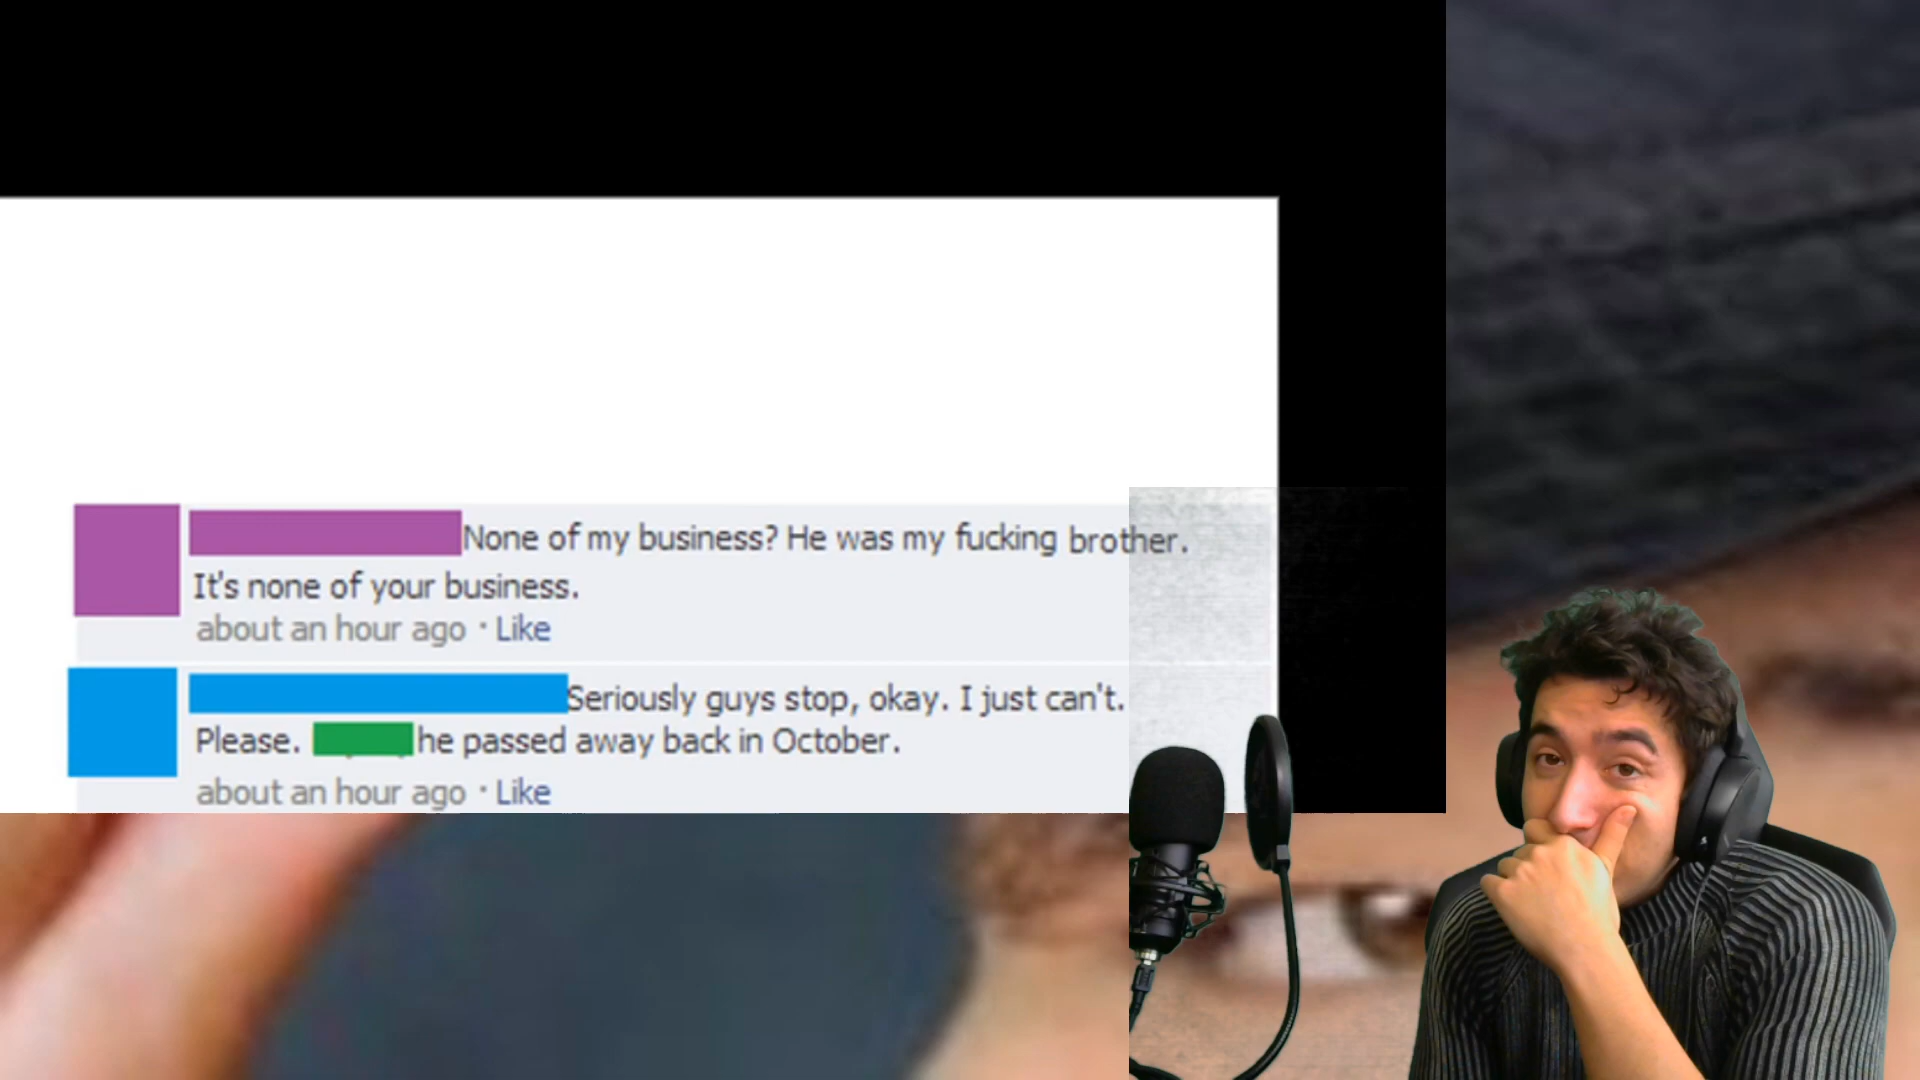 None of my business? He was my fucking brother.
It's none of your business.
about an hour ago · Like
Seriously guys stop, okay. I just can't.
Please. he passed away back in October.
about an hour ago · Like